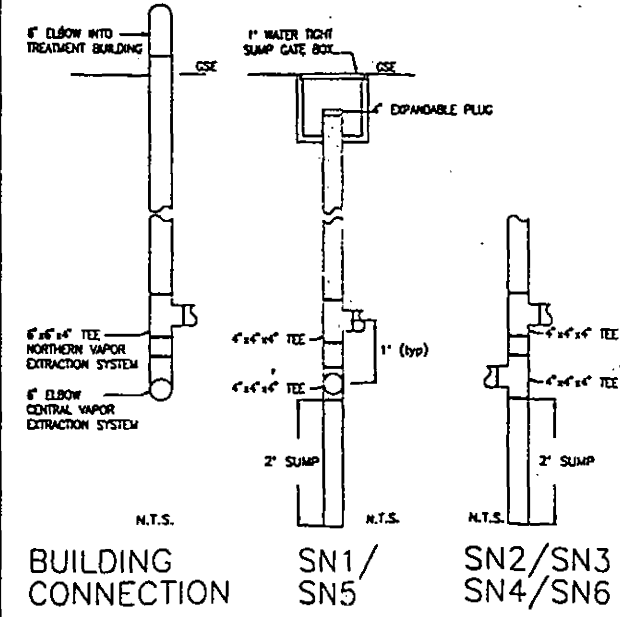 6" ELBOW INTO
TREATMENT BUILDING
GSE
6"x6"x4" TEE
NORTHERN VAPOR
EXTRACTION SYSTEM
6" ELBOW
CENTRAL VAPOR
EXTRACTION SYSTEM
N.T.S.
BUILDING
CONNECTION
1' WATER TIGHT
SUMP GATE BOX
GSE
4" EXPANDABLE PLUG
4"x4"x4" TEE
1' (typ)
4"x4"x4" TEE
2' SUMP
N.T.S.
SN1/
SN5
4"x4"x4" TEE
4"x4"x4" TEE
2' SUMP
N.T.S.
SN2/SN3
SN4/SN6